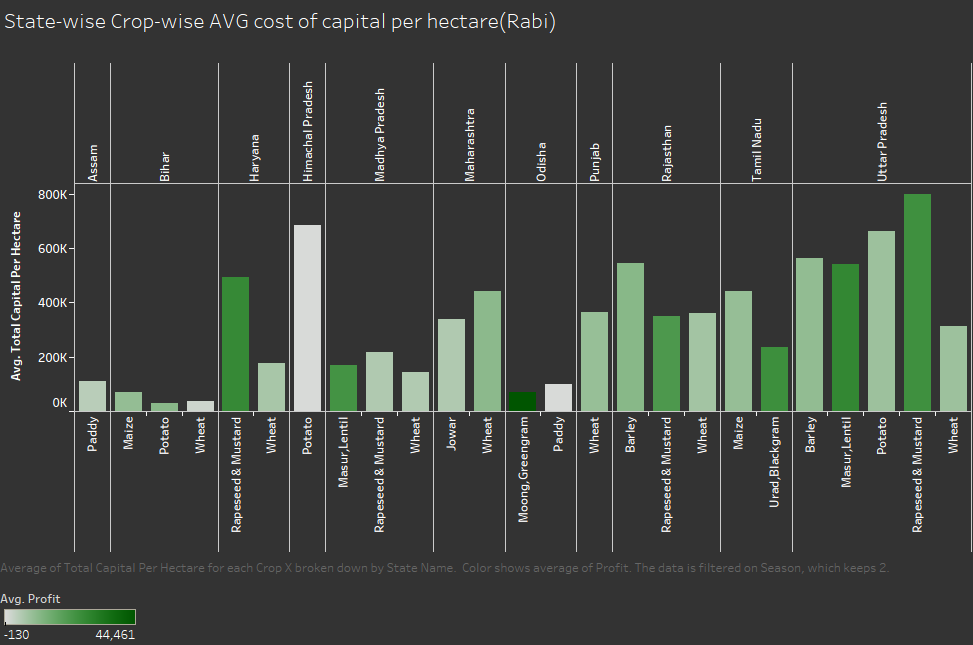 State-wise Crop-wise AVG cost of capital per hectare(Rabi)
Assam
Bihar
Haryana
Himachal Pradesh
Madhya Pradesh
Maharashtra
Odisha
Punjab
Rajasthan
Tamil Nadu
Uttar Pradesh
Avg. Total Capital Per Hectare
800K
600K
400K
200K
0K
Paddy
Maize
Potato
Wheat
Rapeseed & Mustard
Wheat
Potato
Masur,Lentil
Rapeseed & Mustard
Wheat
Jowar
Wheat
Moong,Greengram
Paddy
Wheat
Barley
Rapeseed & Mustard
Wheat
Maize
Urad,Blackgram
Barley
Masur,Lentil
Potato
Rapeseed & Mustard
Wheat
Average of Total Capital Per Hectare for each Crop X broken down by State Name.  Color shows average of Profit. The data is filtered on Season, which keeps 2.
Avg. Profit
-130 44,461